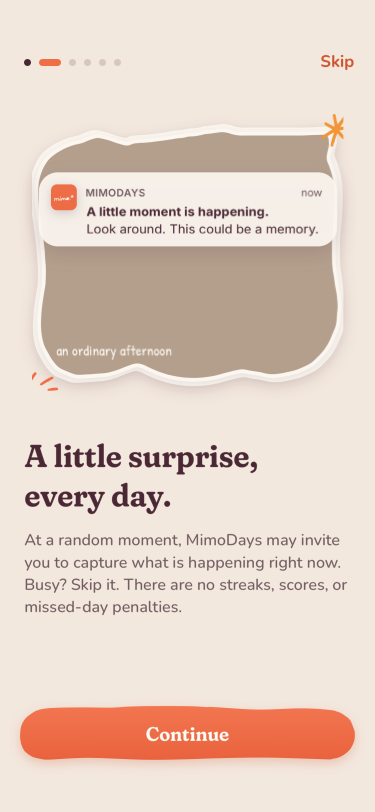 Skip
mimo
MIMODAYS now
A little moment is happening.
Look around. This could be a memory.
an ordinary afternoon
A little surprise,
every day.
At a random moment, MimoDays may invite
you to capture what is happening right now.
Busy? Skip it. There are no streaks, scores, or
missed-day penalties.
Continue